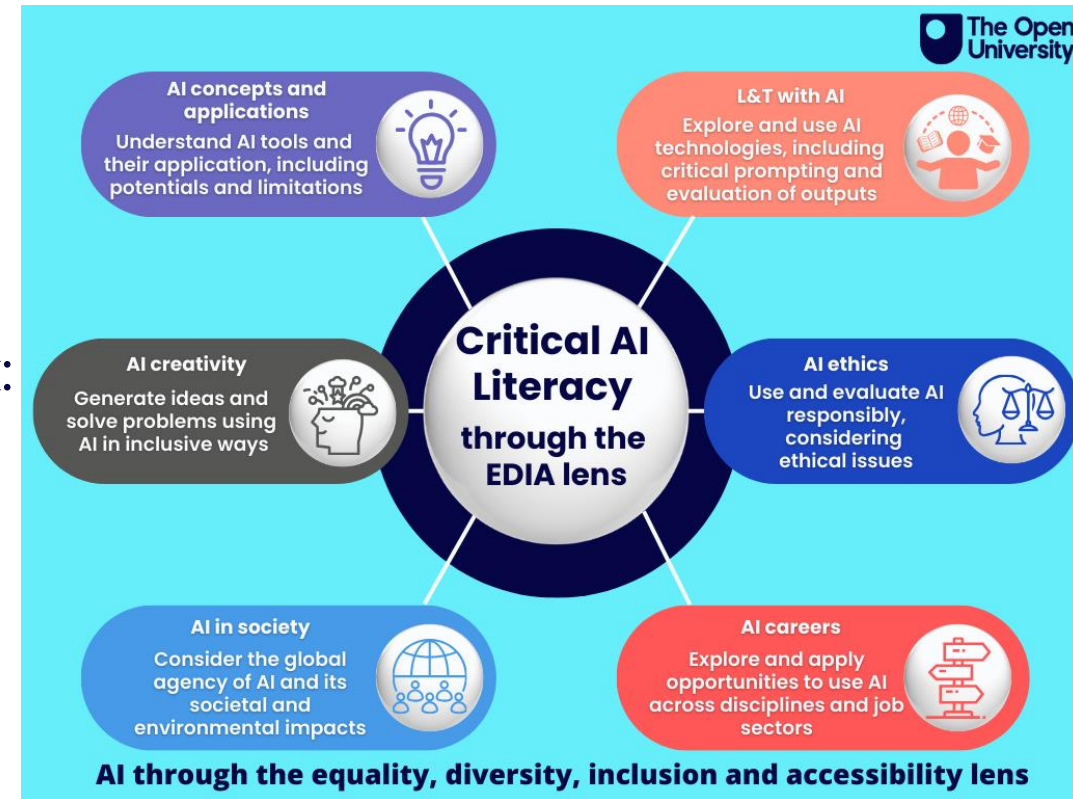 The Open
University
AI concepts and
applications
Understand AI tools and
their application, including
potentials and limitations
L&T with AI
Explore and use AI
technologies, including
critical prompting and
evaluation of outputs
:
Critical AI
Literacy
through the
EDIA lens
AI creativity
Generate ideas and
solve problems using
AI in inclusive ways
AI ethics
Use and evaluate AI
responsibly,
considering
ethical issues
AI in society
Consider the global
agency of AI and its
societal and
environmental impacts
AI careers
Explore and apply
opportunities to use AI
across disciplines and job
sectors
AI through the equality, diversity, inclusion and accessibility lens